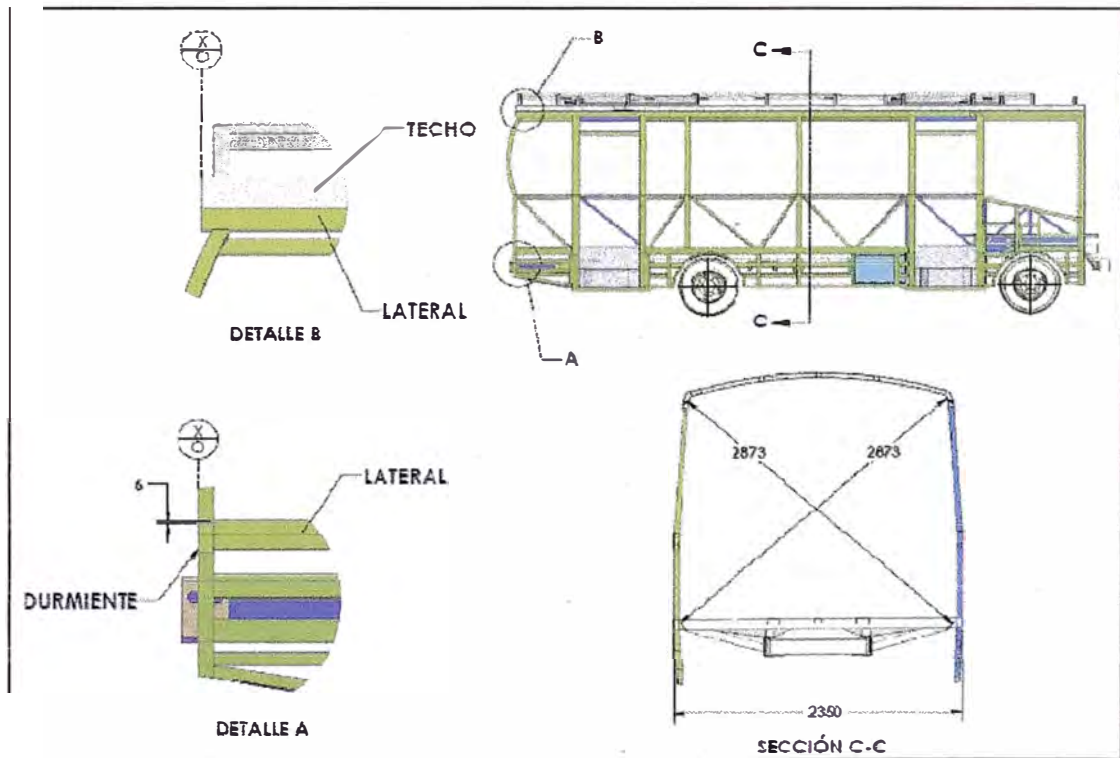 X
O
TECHO
LATERAL
DETALLE B
B
C
C
A
X
O
6
LATERAL
DURMIENTE
DETALLE A
2873
2873
2350
SECCIÓN C-C